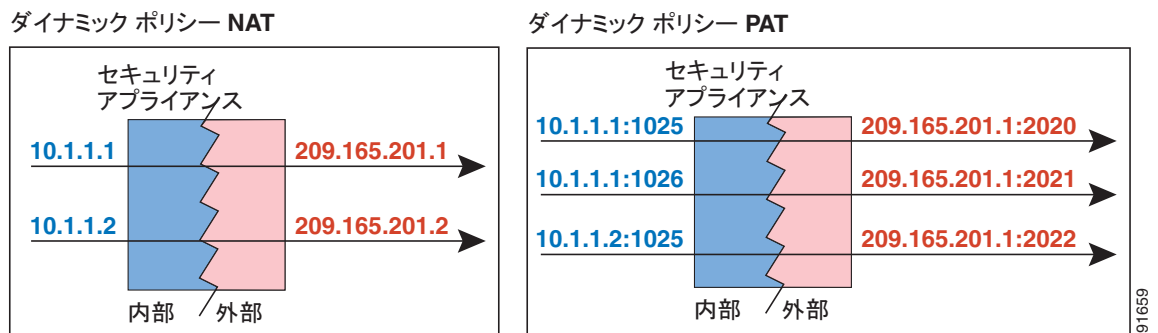 ダイナミック ポリシー NAT
セキュリティ
アプライアンス
10.1.1.1
209.165.201.1
10.1.1.2
209.165.201.2
内部
外部
ダイナミック ポリシー PAT
セキュリティ
アプライアンス
10.1.1.1:1025
209.165.201.1:2020
10.1.1.1:1026
209.165.201.1:2021
10.1.1.2:1025
209.165.201.1:2022
内部
外部
91659